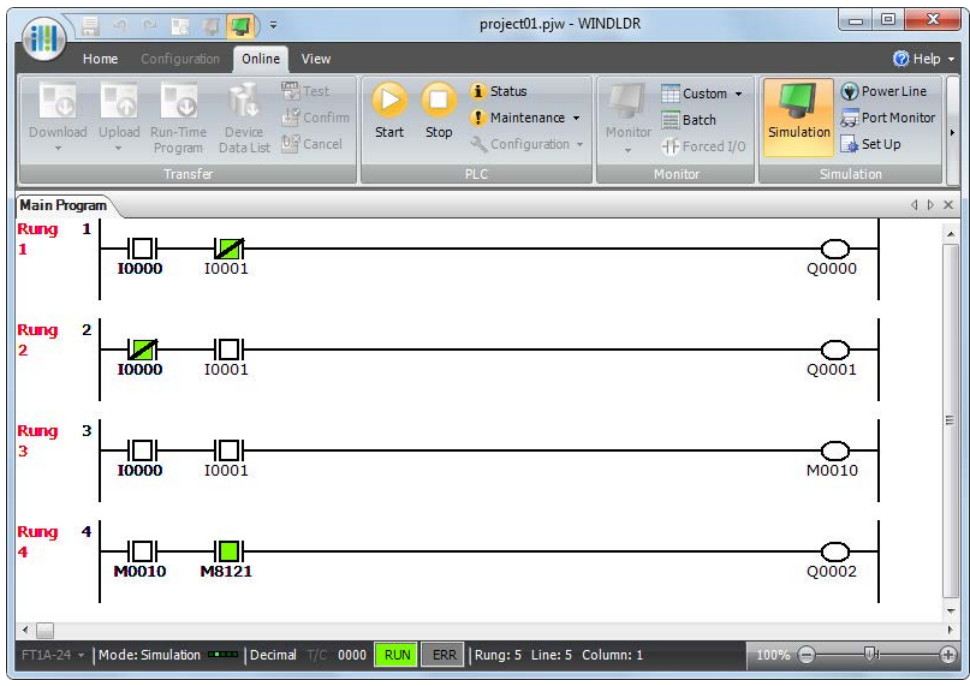 project01.pjw - WINDLDR
Home Configuration Online View Help
Download Upload Run-Time Program Device Data List Test Confirm Cancel
Transfer
Start Stop Status Maintenance Configuration
PLC
Monitor Custom Batch Forced I/O
Monitor
Simulation Power Line Port Monitor Set Up
Simulation
Main Program
Rung 1 1
I0000 I0001 Q0000
Rung 2 2
I0000 I0001 Q0001
Rung 3 3
I0000 I0001 M0010
Rung 4 4
M0010 M8121 Q0002
FT1A-24 Mode: Simulation Decimal T/C 0000 RUN ERR Rung: 5 Line: 5 Column: 1 100%